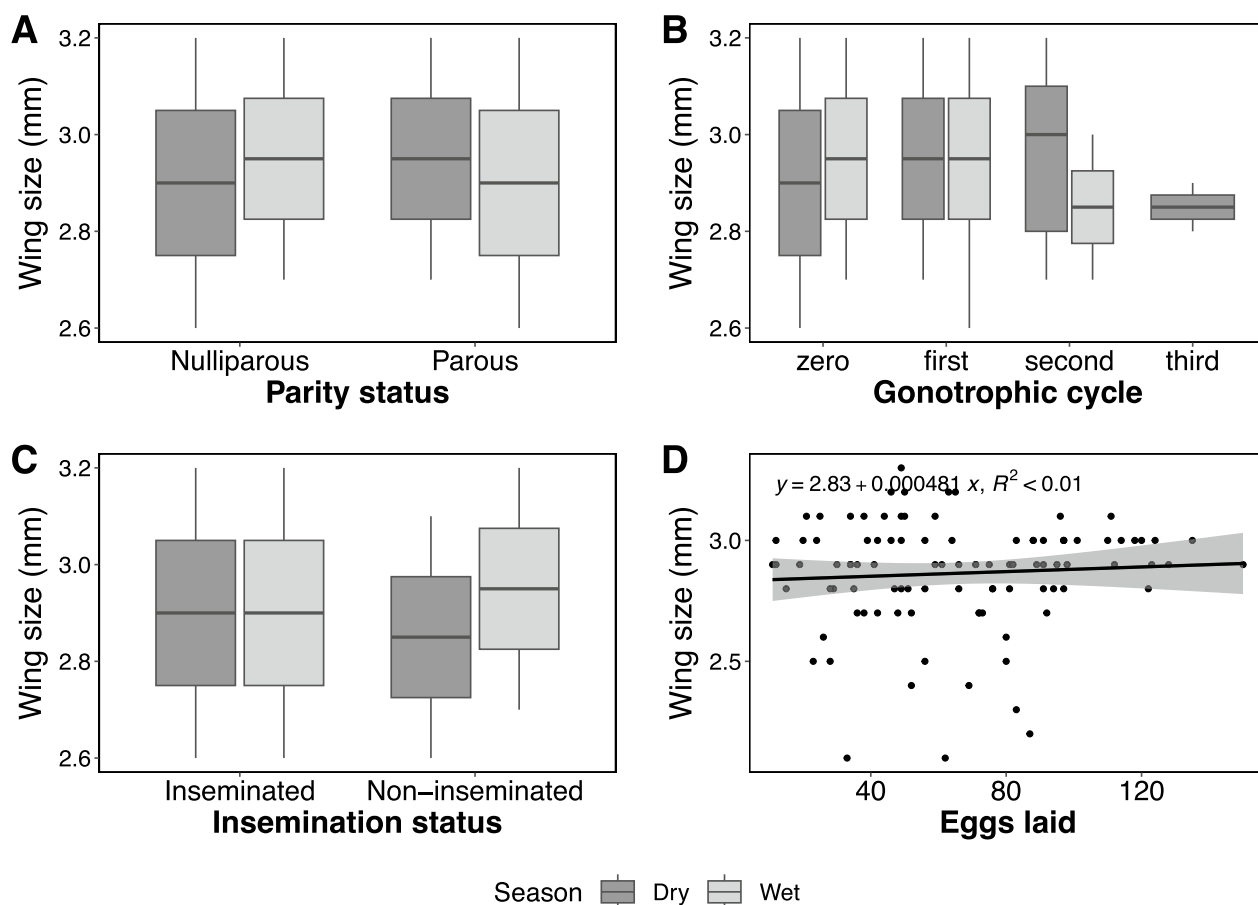 A
Wing size (mm)
3.2
3.0
2.8
2.6
Nulliparous Parous
Parity status
B
Wing size (mm)
3.2
3.0
2.8
2.6
zero first second third
Gonotrophic cycle
C
Wing size (mm)
3.2
3.0
2.8
2.6
Inseminated Non−inseminated
Insemination status
D
Wing size (mm)
y = 2.83 + 0.000481 x, R² < 0.01
3.0
2.5
40 80 120
Eggs laid
Season Dry Wet